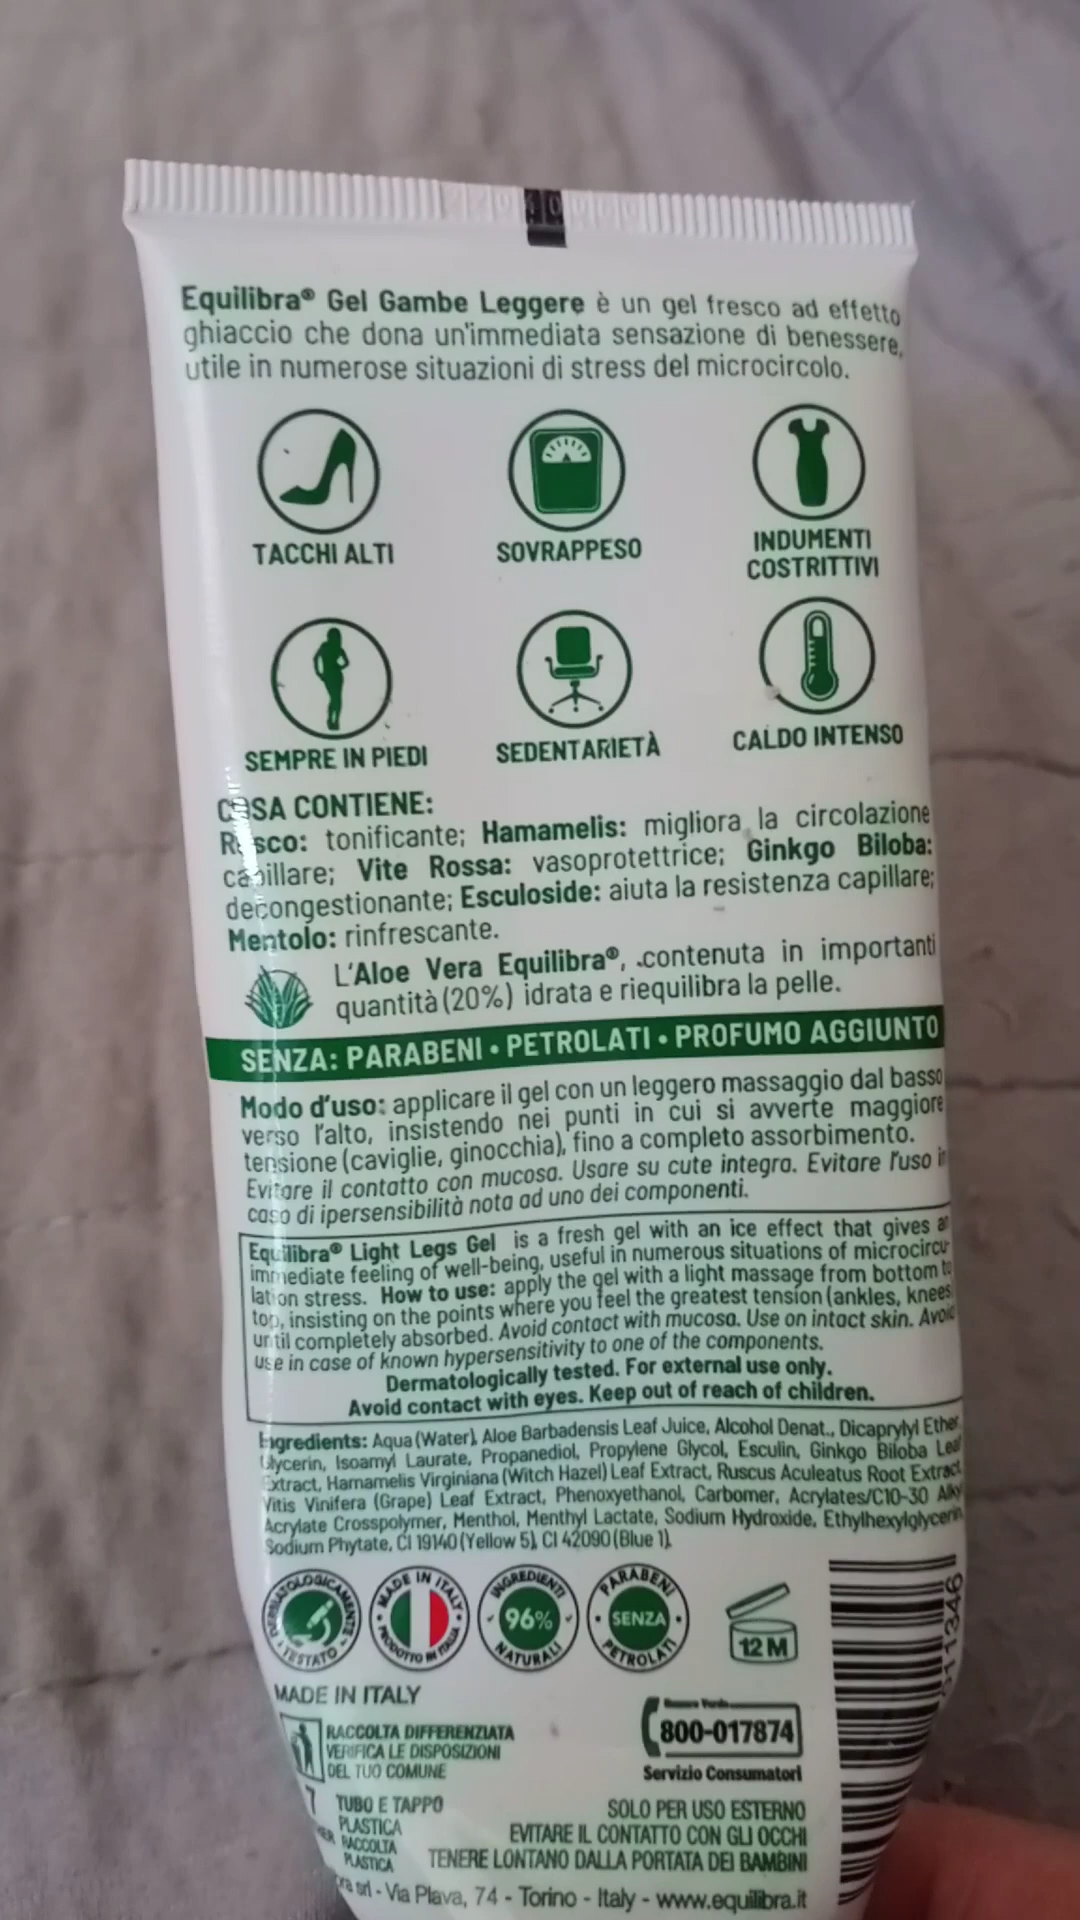 Equilibra® Gel Gambe Leggere è un gel fresco ad effetto
ghiaccio che dona un'immediata sensazione di benessere,
utile in numerose situazioni di stress del microcircolo.
TACCHI ALTI
SOVRAPPESO
INDUMENTI
COSTRITTIVI
SEMPRE IN PIEDI
SEDENTARIETÀ
CALDO INTENSO
COSA CONTIENE:
Rusco: tonificante; Hamamelis: migliora la circolazione
capillare; Vite Rossa: vasoprotettrice; Ginkgo Biloba:
decongestionante; Esculoside: aiuta la resistenza capillare;
Mentolo: rinfrescante.
L'Aloe Vera Equilibra®, contenuta in importanti
quantità (20%) idrata e riequilibra la pelle.
SENZA: PARABENI • PETROLATI • PROFUMO AGGIUNTO
Modo d'uso: applicare il gel con un leggero massaggio dal basso
verso l'alto, insistendo nei punti in cui si avverte maggiore
tensione (caviglie, ginocchia), fino a completo assorbimento.
Evitare il contatto con mucosa. Usare su cute integra. Evitare l'uso in
caso di ipersensibilità nota ad uno dei componenti.
Equilibra® Light Legs Gel is a fresh gel with an ice effect that gives an
immediate feeling of well-being, useful in numerous situations of microcircu-
lation stress. How to use: apply the gel with a light massage from bottom to
top, insisting on the points where you feel the greatest tension (ankles, knees
until completely absorbed. Avoid contact with mucosa. Use on intact skin. Avoid
use in case of known hypersensitivity to one of the components.
Dermatologically tested. For external use only.
Avoid contact with eyes. Keep out of reach of children.
Ingredients: Aqua (Water), Aloe Barbadensis Leaf Juice, Alcohol Denat., Dicaprylyl Ether,
Glycerin, Isoamyl Laurate, Propanediol, Propylene Glycol, Esculin, Ginkgo Biloba Leaf
Extract, Hamamelis Virginiana (Witch Hazel) Leaf Extract, Ruscus Aculeatus Root Extract,
Vitis Vinifera (Grape) Leaf Extract, Phenoxyethanol, Carbomer, Acrylates/C10-30 Alkyl
Acrylate Crosspolymer, Menthol, Menthyl Lactate, Sodium Hydroxide, Ethylhexylglycerin,
Sodium Phytate, CI 19140 (Yellow 5), CI 42090 (Blue 1).
DERMATOLOGICAMENTE
TESTATO
MADE IN ITALY
PRODOTTO IN ITALIA
INGREDIENTI
96%
NATURALI
PARABENI
SENZA
PETROLATI
12 M
MADE IN ITALY
RACCOLTA DIFFERENZIATA
VERIFICA LE DISPOSIZIONI
DEL TUO COMUNE
Numero Verde
800-017874
Servizio Consumatori
7
TUBO E TAPPO
PLASTICA
RACCOLTA
PLASTICA
SOLO PER USO ESTERNO
EVITARE IL CONTATTO CON GLI OCCHI
TENERE LONTANO DALLA PORTATA DEI BAMBINI
srl - Via Plava, 74 - Torino - Italy - www.equilibra.it